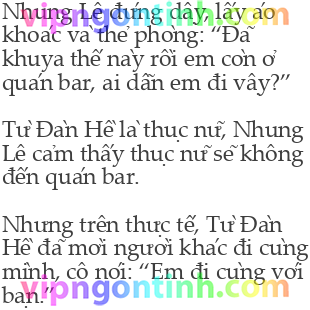 Nhung Lê đứng dậy, lấy áo
khoác và thẻ phòng: “Đã
khuya thế này rồi em còn ở
quán bar, ai dẫn em đi vậy?”
Từ Đàn Hề là thục nữ, Nhung
Lê cảm thấy thục nữ sẽ không
đến quán bar.
Nhưng trên thực tế, Từ Đàn
Hề đã mời người khác đi cùng
mình, cô nói: “Em đi cùng với
bạn.”
vipngontinh.com
vipngontinh.com